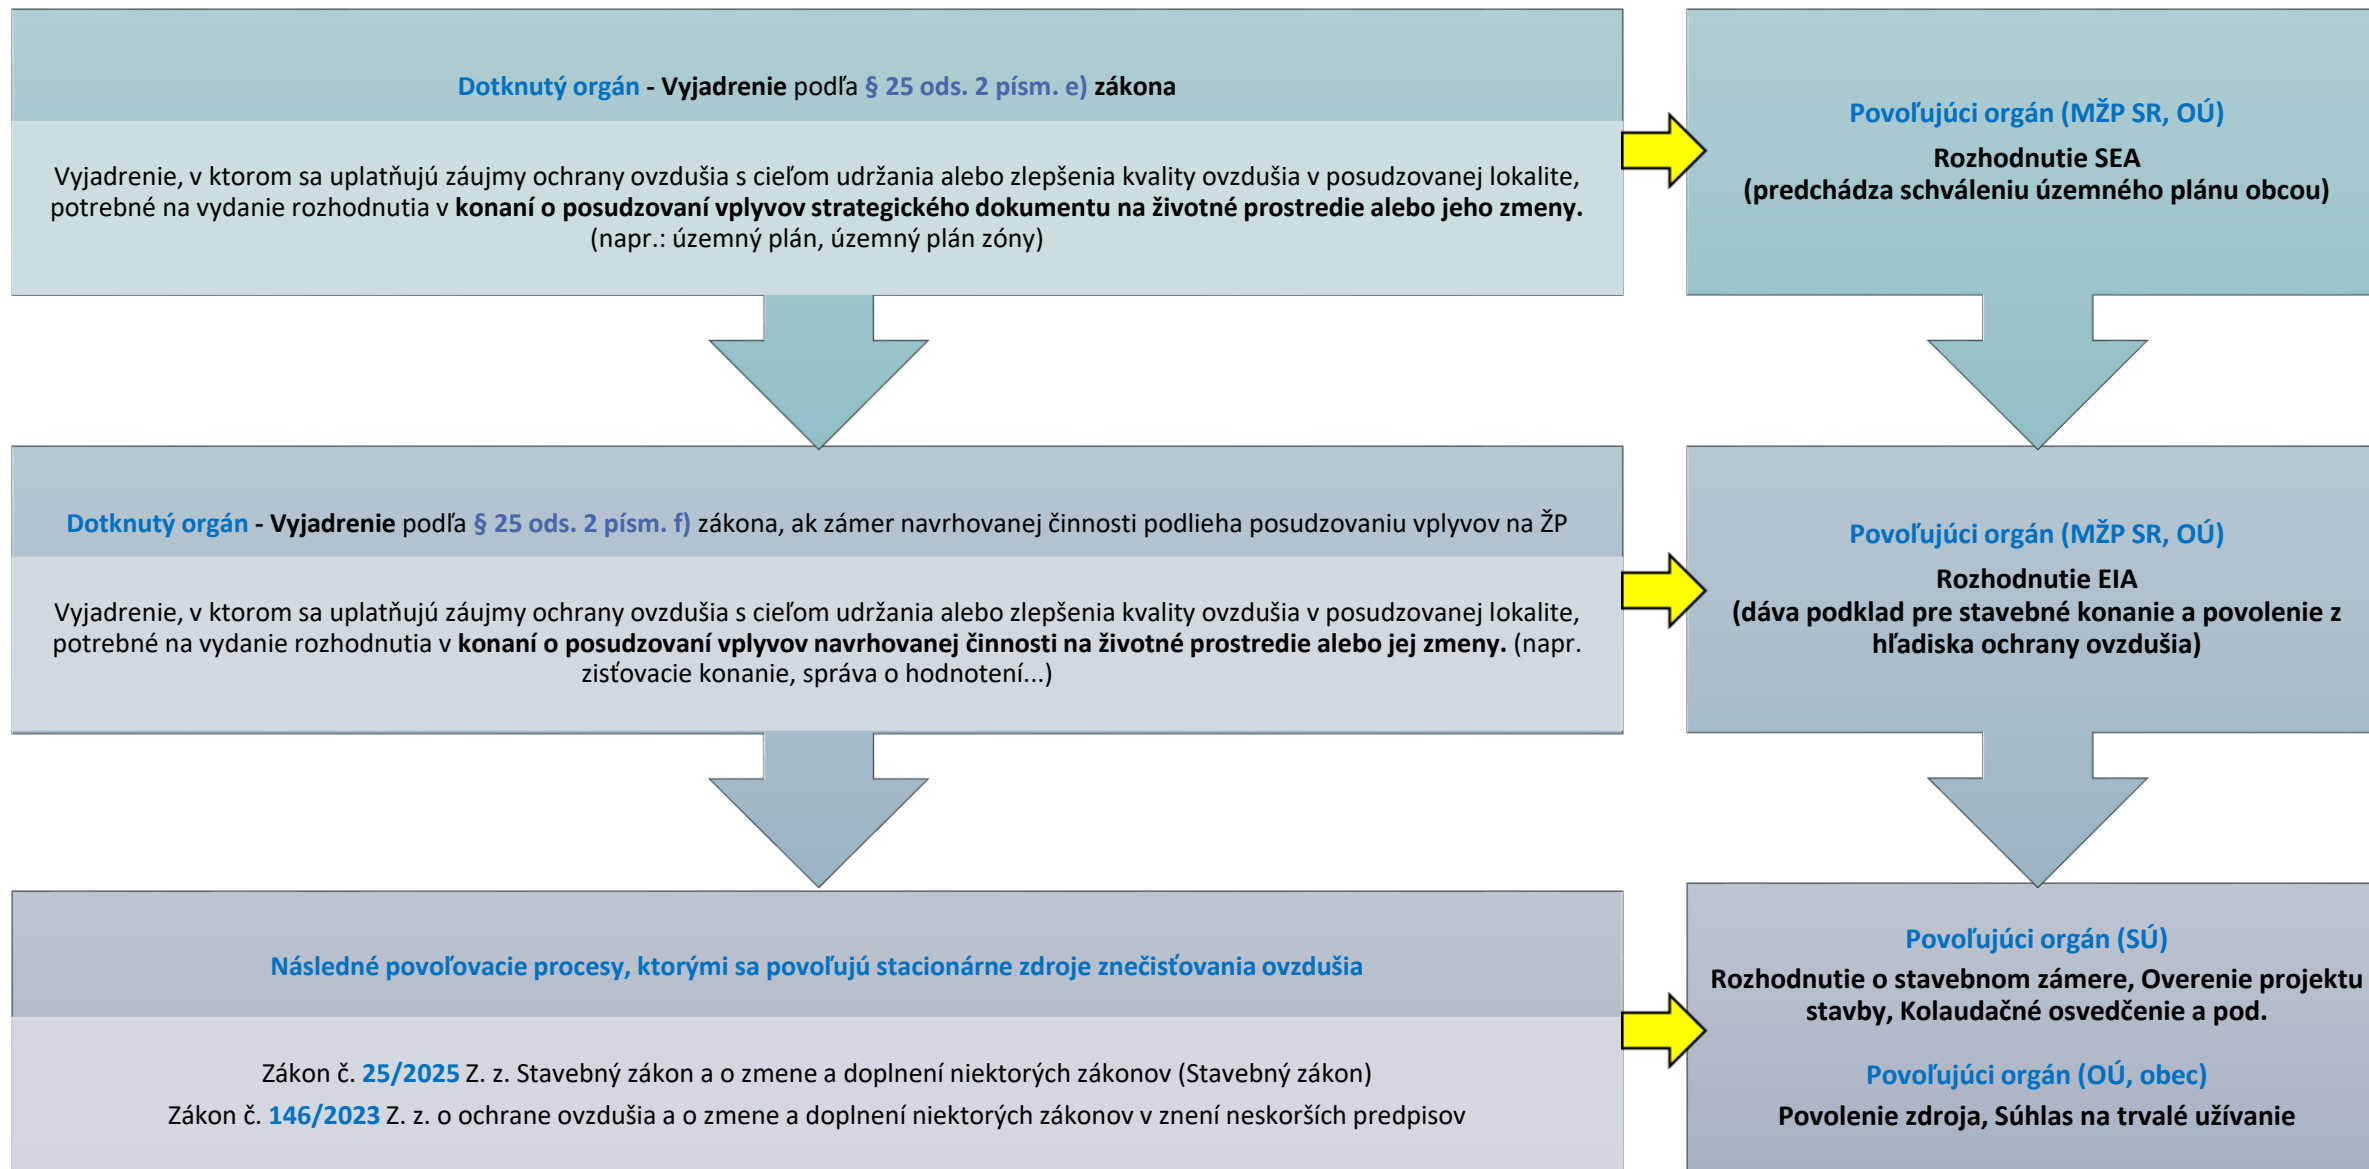 Dotknutý orgán - Vyjadrenie podľa § 25 ods. 2 písm. e) zákona
Vyjadrenie, v ktorom sa uplatňujú záujmy ochrany ovzdušia s cieľom udržania alebo zlepšenia kvality ovzdušia v posudzovanej lokalite,
potrebné na vydanie rozhodnutia v konaní o posudzovaní vplyvov strategického dokumentu na životné prostredie alebo jeho zmeny.
(napr.: územný plán, územný plán zóny)
Povoľujúci orgán (MŽP SR, OÚ)
Rozhodnutie SEA
(predchádza schváleniu územného plánu obcou)
Dotknutý orgán - Vyjadrenie podľa § 25 ods. 2 písm. f) zákona, ak zámer navrhovanej činnosti podlieha posudzovaniu vplyvov na ŽP
Vyjadrenie, v ktorom sa uplatňujú záujmy ochrany ovzdušia s cieľom udržania alebo zlepšenia kvality ovzdušia v posudzovanej lokalite,
potrebné na vydanie rozhodnutia v konaní o posudzovaní vplyvov navrhovanej činnosti na životné prostredie alebo jej zmeny. (napr.
zisťovacie konanie, správa o hodnotení...)
Povoľujúci orgán (MŽP SR, OÚ)
Rozhodnutie EIA
(dáva podklad pre stavebné konanie a povolenie z
hľadiska ochrany ovzdušia)
Následné povoľovacie procesy, ktorými sa povoľujú stacionárne zdroje znečisťovania ovzdušia
Zákon č. 25/2025 Z. z. Stavebný zákon a o zmene a doplnení niektorých zákonov (Stavebný zákon)
Zákon č. 146/2023 Z. z. o ochrane ovzdušia a o zmene a doplnení niektorých zákonov v znení neskorších predpisov
Povoľujúci orgán (SÚ)
Rozhodnutie o stavebnom zámere, Overenie projektu
stavby, Kolaudačné osvedčenie a pod.
Povoľujúci orgán (OÚ, obec)
Povolenie zdroja, Súhlas na trvalé užívanie